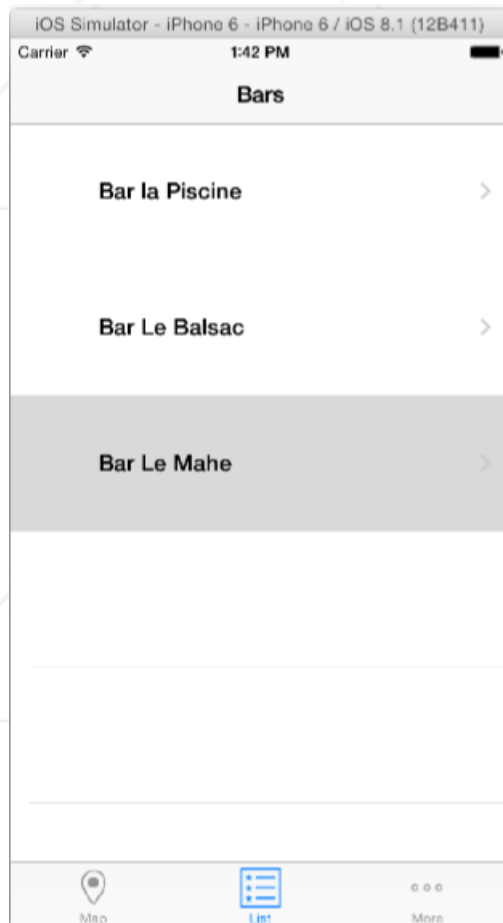 iOS Simulator - iPhone 6 - iPhone 6 / iOS 8.1 (12B411)
Carrier 1:42 PM
Bars
Bar la Piscine
Bar Le Balsac
Bar Le Mahe
Map List More